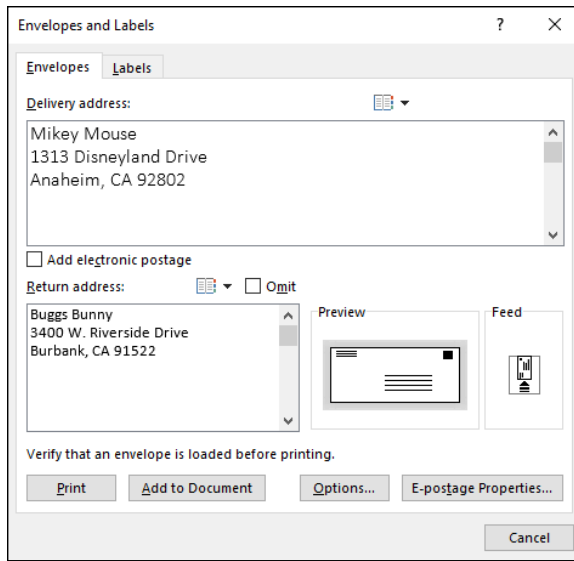 Envelopes and Labels
Envelopes Labels
Delivery address:
Mikey Mouse
1313 Disneyland Drive
Anaheim, CA 92802
Add electronic postage
Return address: Omit
Buggs Bunny
3400 W. Riverside Drive
Burbank, CA 91522
Preview
Feed
Verify that an envelope is loaded before printing.
Print Add to Document Options... E-postage Properties...
Cancel